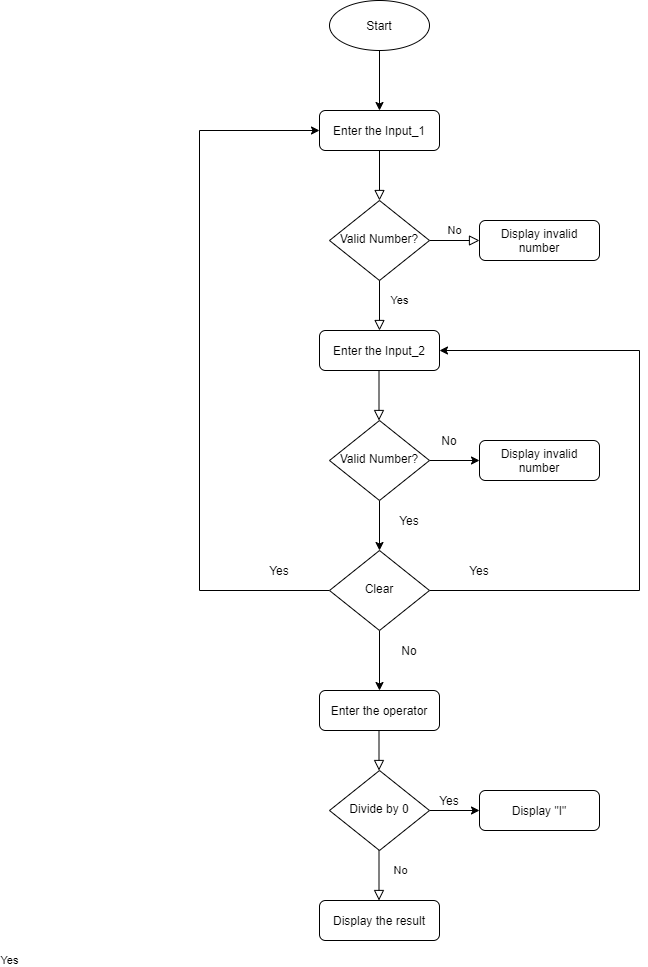 Start
Enter the Input_1
Valid Number?
No
Display invalid
number
Yes
Enter the Input_2
Valid Number?
No
Display invalid
number
Yes
Yes
Clear
Yes
No
Enter the operator
Divide by 0
Yes
Display "I"
No
Display the result
Yes